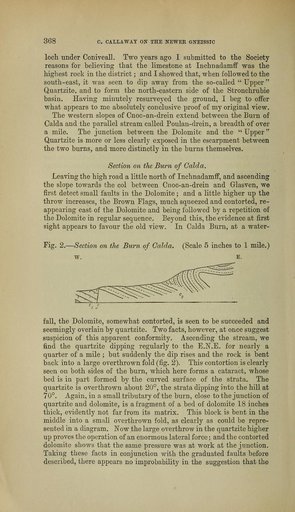 368 C. CALLAWAY ON THE NEWER GNEISSIC
loch under Coniveall. Two years ago I submitted to the Society
reasons for believing that the limestone at Inchnadamff was the
highest rock in the district; and I showed that, when followed to the
south-east, it was seen to dip away from the so-called "Upper"
Quartzite, and to form the north-eastern side of the Stronchrubie
basin. Having minutely resurveyed the ground, I beg to offer
what appears to me absolutely conclusive proof of my original view.
The western slopes of Cnoc-an-drein extend between the Burn of
Calda and the parallel stream called Poulan-drein, a breadth of over
a mile. The junction between the Dolomite and the "Upper"
Quartzite is more or less clearly exposed in the escarpment between
the two burns, and more distinctly in the burns themselves.
Section on the Burn of Calda.
Leaving the high road a little north of Inchnadamff, and ascending
the slope towards the col between Cnoc-an-drein and Glasven, we
first detect small faults in the Dolomite; and a little higher up the
throw increases, the Brown Flags, much squeezed and contorted, re-
appearing east of the Dolomite and being followed by a repetition of
the Dolomite in regular sequence. Beyond this, the evidence at first
sight appears to favour the old view. In Calda Burn, at a water-
Fig. 2.—Section on the Burn of Calda. (Scale 5 inches to 1 mile.)
W. E.
fall, the Dolomite, somewhat contorted, is seen to be succeeded and
seemingly overlain by quartzite. Two facts, however, at once suggest
suspicion of this apparent conformity. Ascending the stream, we
find the quartzite dipping regularly to the E.N.E. for nearly a
quarter of a mile; but suddenly the dip rises and the rock is bent
back into a large overthrown fold (fig. 2). This contortion is clearly
seen on both sides of the burn, which here forms a cataract, whose
bed is in part formed by the curved surface of the strata. The
quartzite is overthrown about 20°, the strata dipping into the hill at
70°. Again, in a small tributary of the burn, close to the junction of
quartzite and dolomite, is a fragment of a bed of dolomite 18 inches
thick, evidently not far from its matrix. This block is bent in the
middle into a small overthrown fold, as clearly as could be repre-
sented in a diagram. Now the large overthrow in the quartzite higher
up proves the operation of an enormous lateral force; and the contorted
dolomite shows that the same pressure was at work at the junction.
Taking these facts in conjunction with the graduated faults before
described, there appears no improbability in the suggestion that the